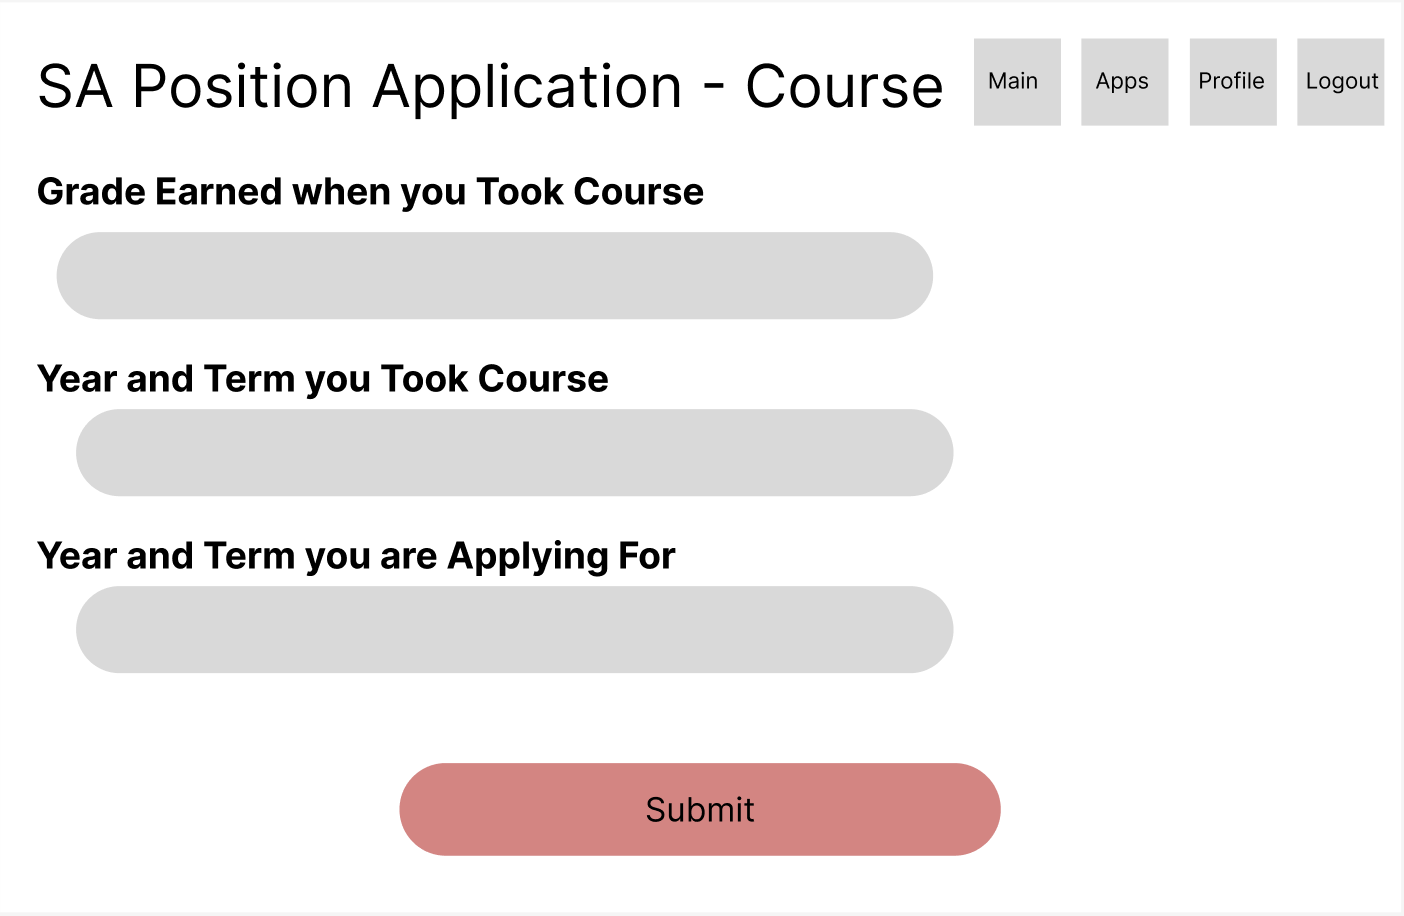 SA Position Application - Course
Main
Apps
Profile
Logout
Grade Earned when you Took Course
Year and Term you Took Course
Year and Term you are Applying For
Submit